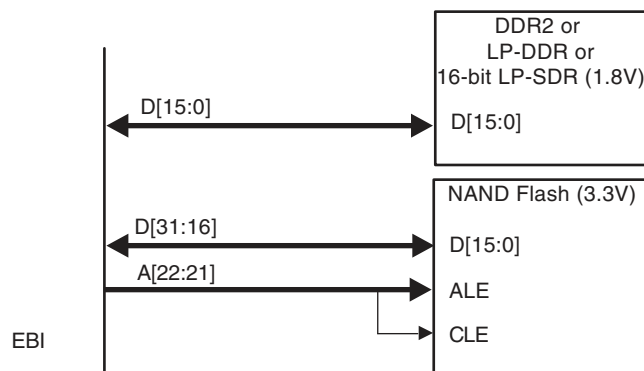 DDR2 or
LP-DDR or
16-bit LP-SDR (1.8V)
D[15:0]
D[15:0]
NAND Flash (3.3V)
D[31:16]
D[15:0]
A[22:21]
ALE
CLE
EBI